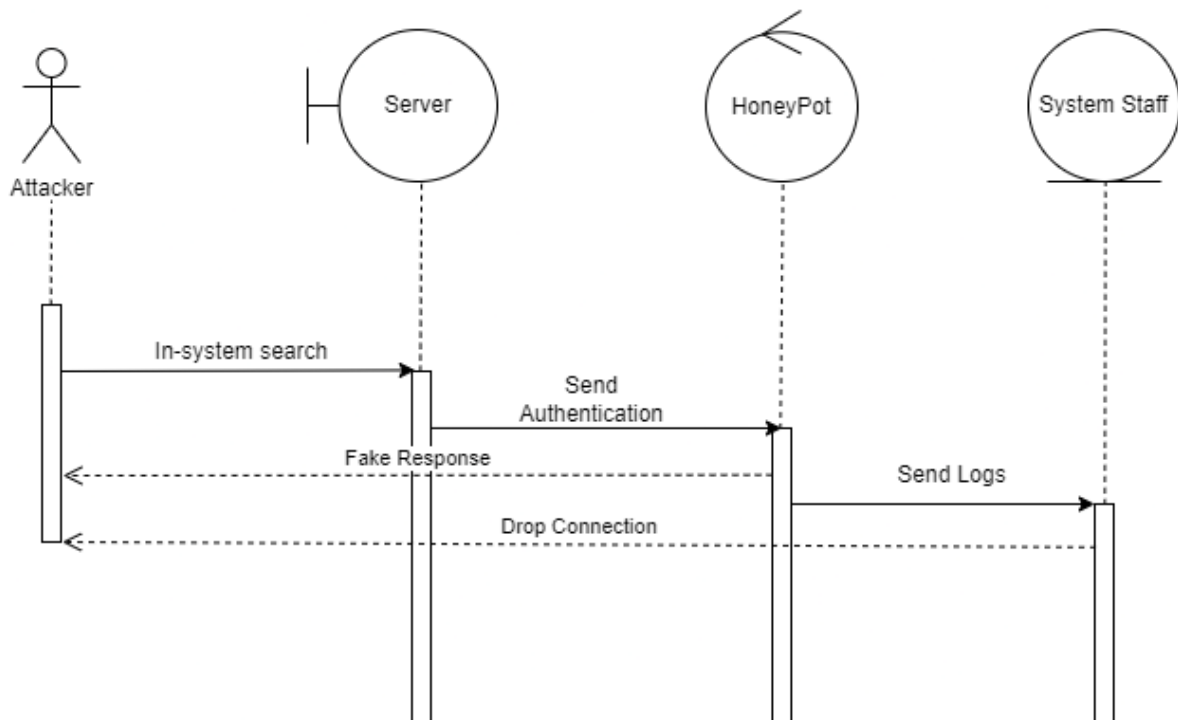 Server
HoneyPot
System Staff
Attacker
In-system search
Send
Authentication
Fake Response
Send Logs
Drop Connection